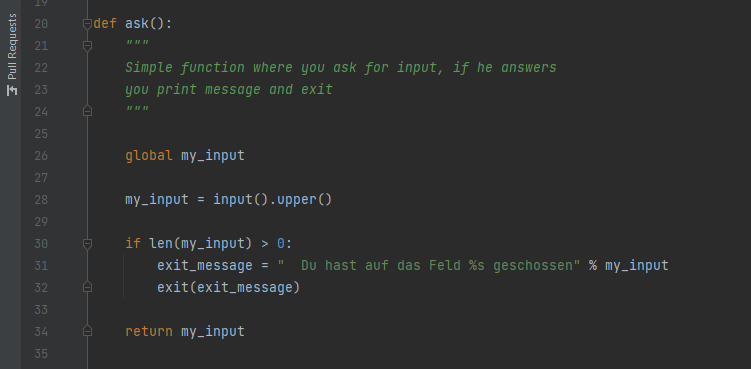 Pull Requests
19
20 def ask():
21 """
22 Simple function where you ask for input, if he answers
23 you print message and exit
24 """
25
26 global my_input
27
28 my_input = input().upper()
29
30 if len(my_input) > 0:
31 exit_message = "  Du hast auf das Feld %s geschossen" % my_input
32 exit(exit_message)
33
34 return my_input
35